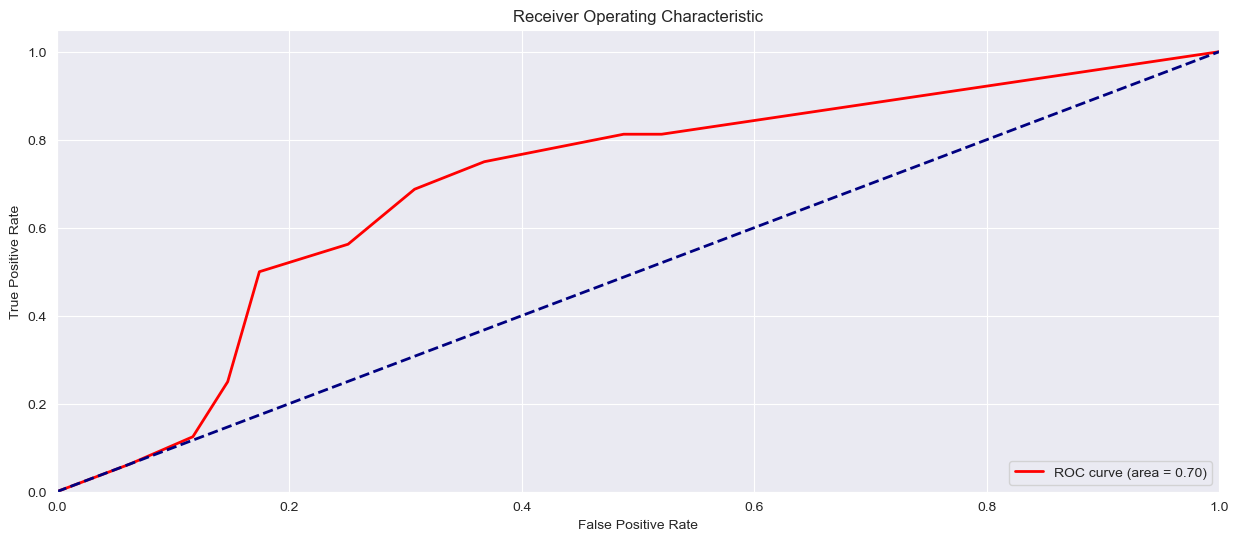 Receiver Operating Characteristic
1.0
0.8
0.6
0.4
0.2
0.0
True Positive Rate
ROC curve (area = 0.70)
0.0 0.2 0.4 0.6 0.8 1.0
False Positive Rate